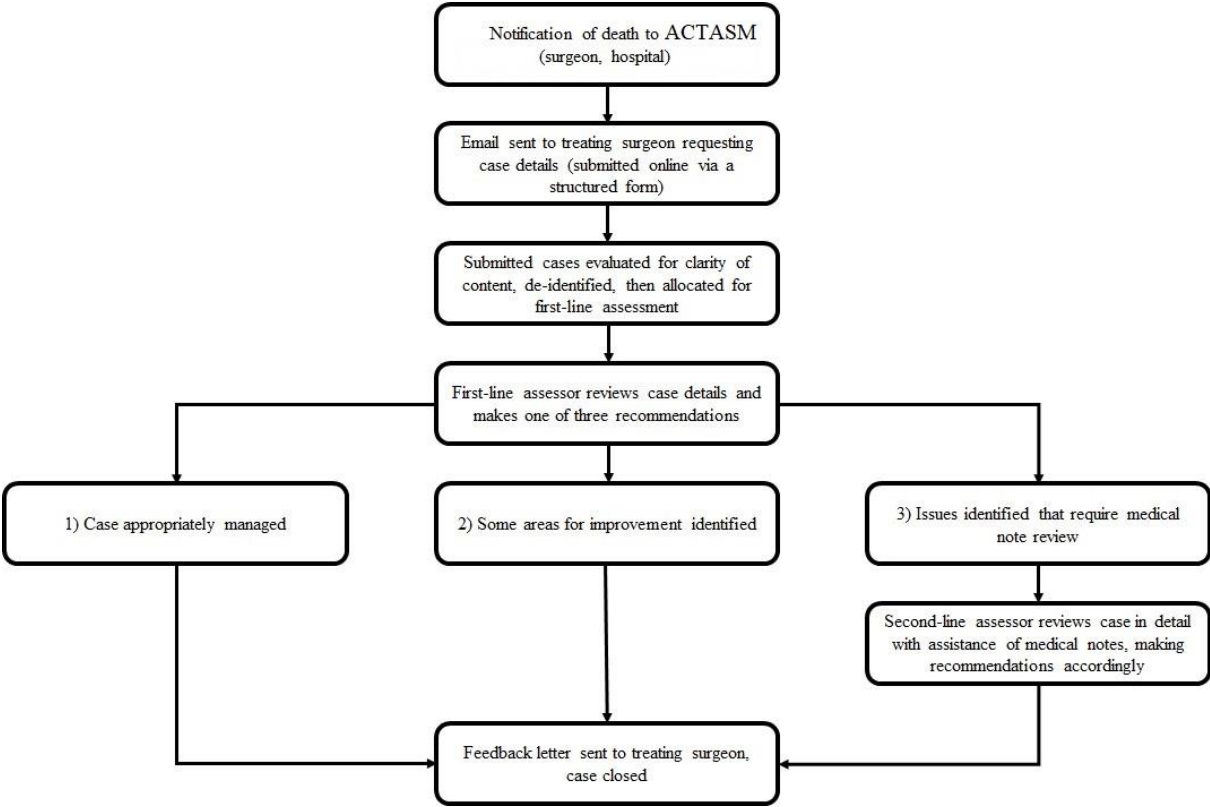 Notification of death to ACTASM
(surgeon, hospital)
Email sent to treating surgeon requesting
case details (submitted online via a
structured form)
Submitted cases evaluated for clarity of
content, de-identified, then allocated for
first-line assessment
First-line assessor reviews case details and
makes one of three recommendations
1) Case appropriately managed
2) Some areas for improvement identified
3) Issues identified that require medical
note review
Second-line assessor reviews case in detail
with assistance of medical notes, making
recommendations accordingly
Feedback letter sent to treating surgeon,
case closed